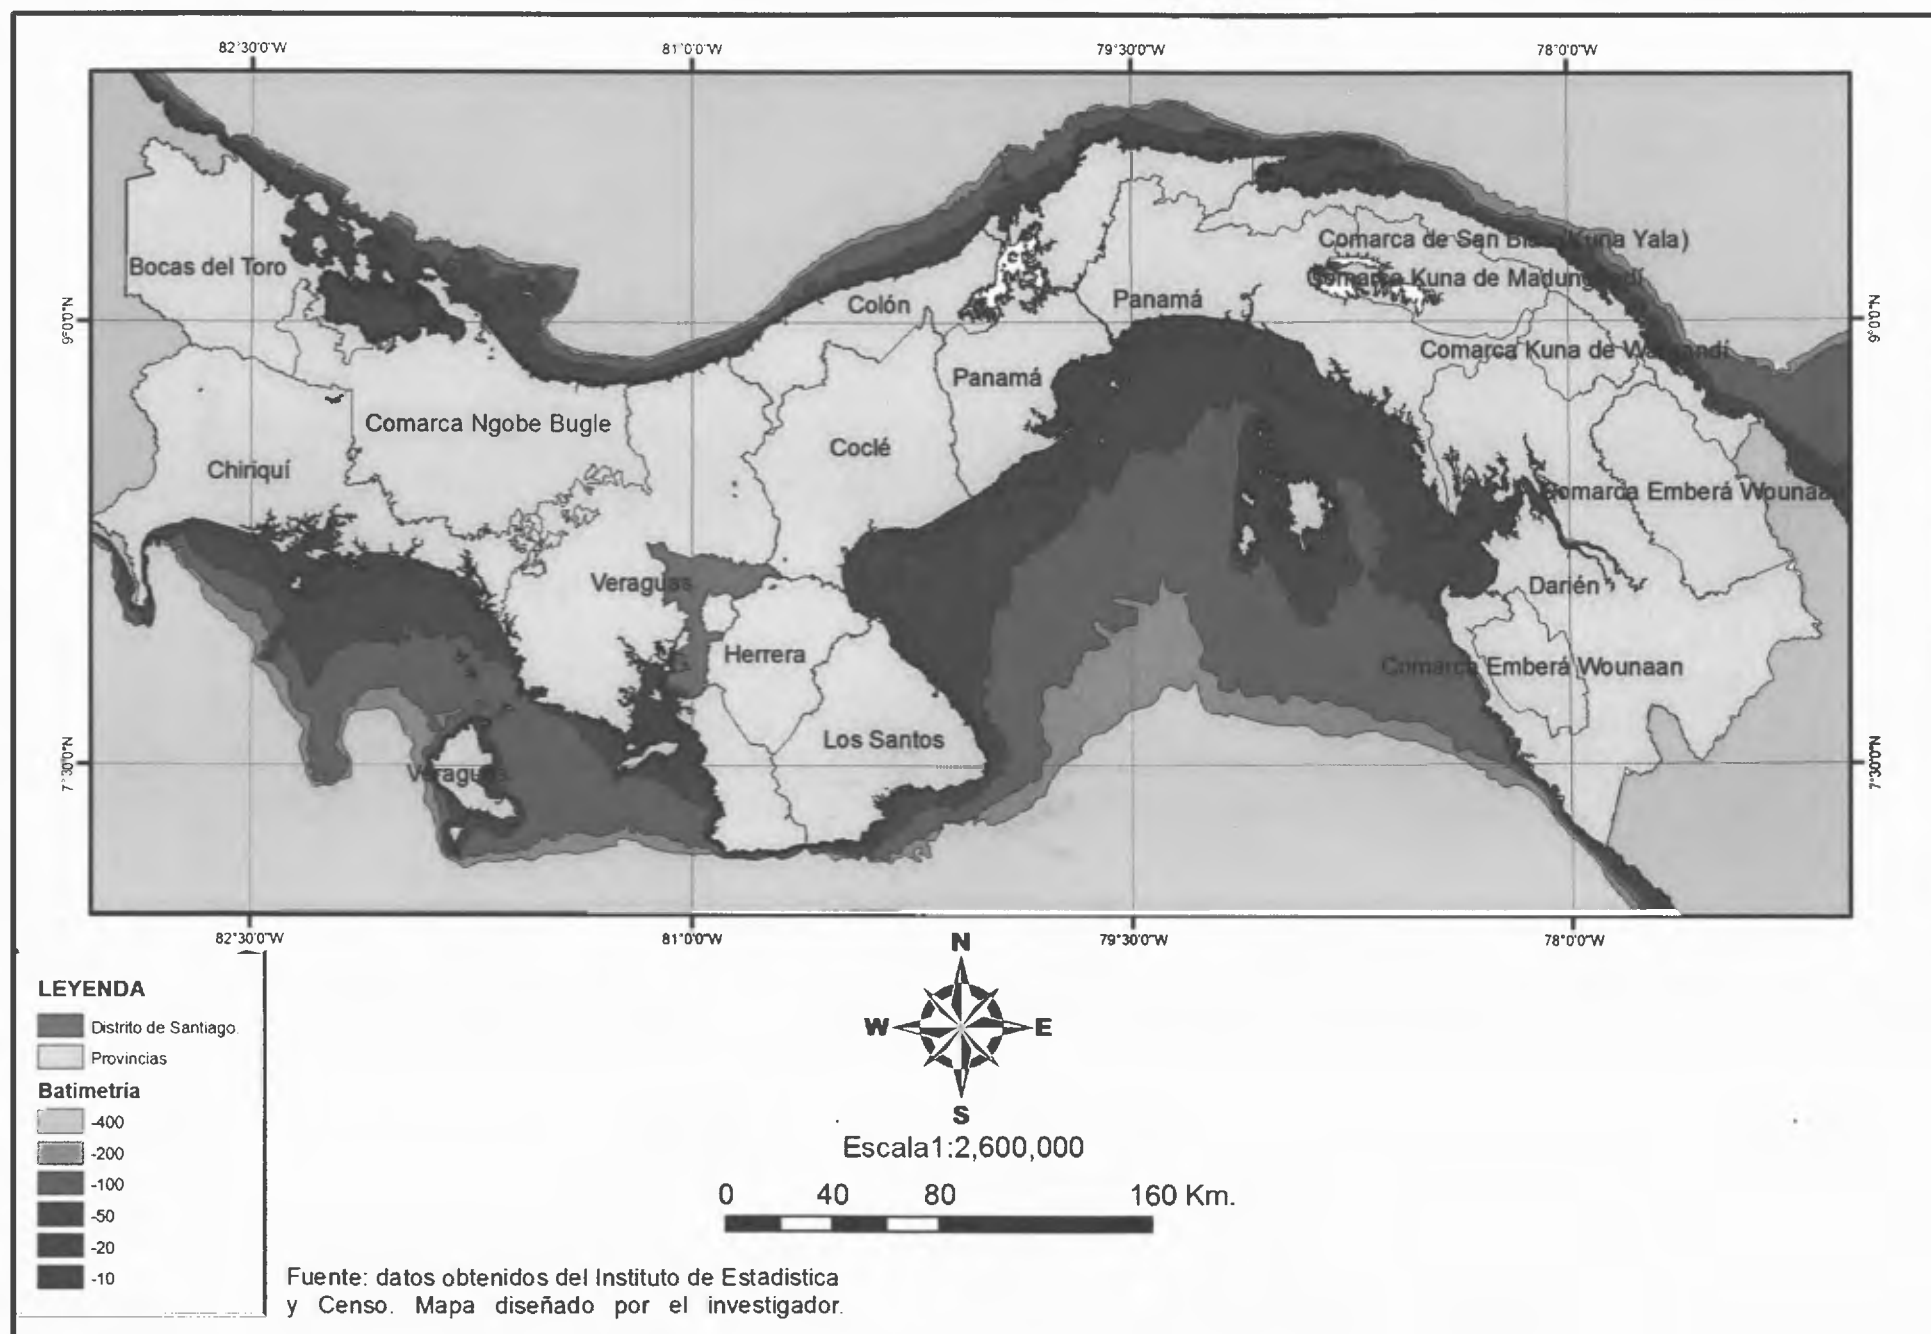 82°30'0"W 81°0'0"W 79°30'0"W 78°0'0"W
Comarca de San Blas (Kuna Yala)
Bocas del Toro
Comarca Kuna de Madungandí
Colón
Panamá
9°0'0"N
9°0'0"N
Comarca Kuna de Wargandí
Panamá
Comarca Ngobe Bugle
Coclé
Chiriquí
Comarca Emberá Wounaan
Veraguas
Darién
Herrera
Comarca Emberá Wounaan
Los Santos
7°30'0"N
7°30'0"N
Veraguas
82°30'0"W 81°0'0"W 79°30'0"W 78°0'0"W
N
W
E
S
LEYENDA
Distrito de Santiago
Provincias
Batimetria
-400
-200
-100
-50
-20
-10
Escala1:2,600,000
0 40 80 160 Km.
Fuente: datos obtenidos del Instituto de Estadistica
y Censo. Mapa diseñado por el investigador.